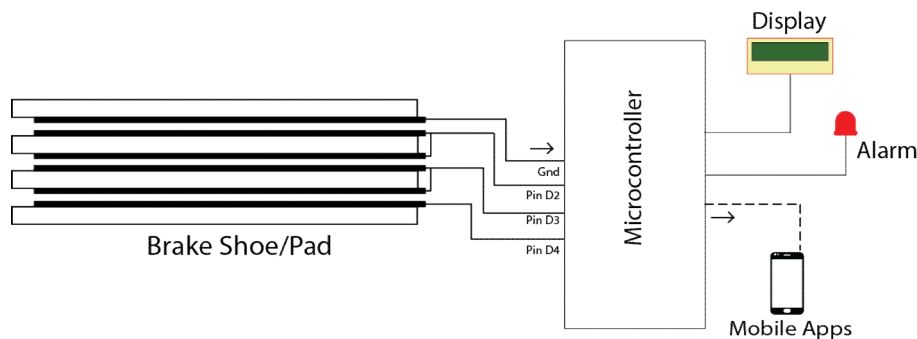 Display
Alarm
Microcontroller
Gnd
Pin D2
Pin D3
Pin D4
Brake Shoe/Pad
Mobile Apps